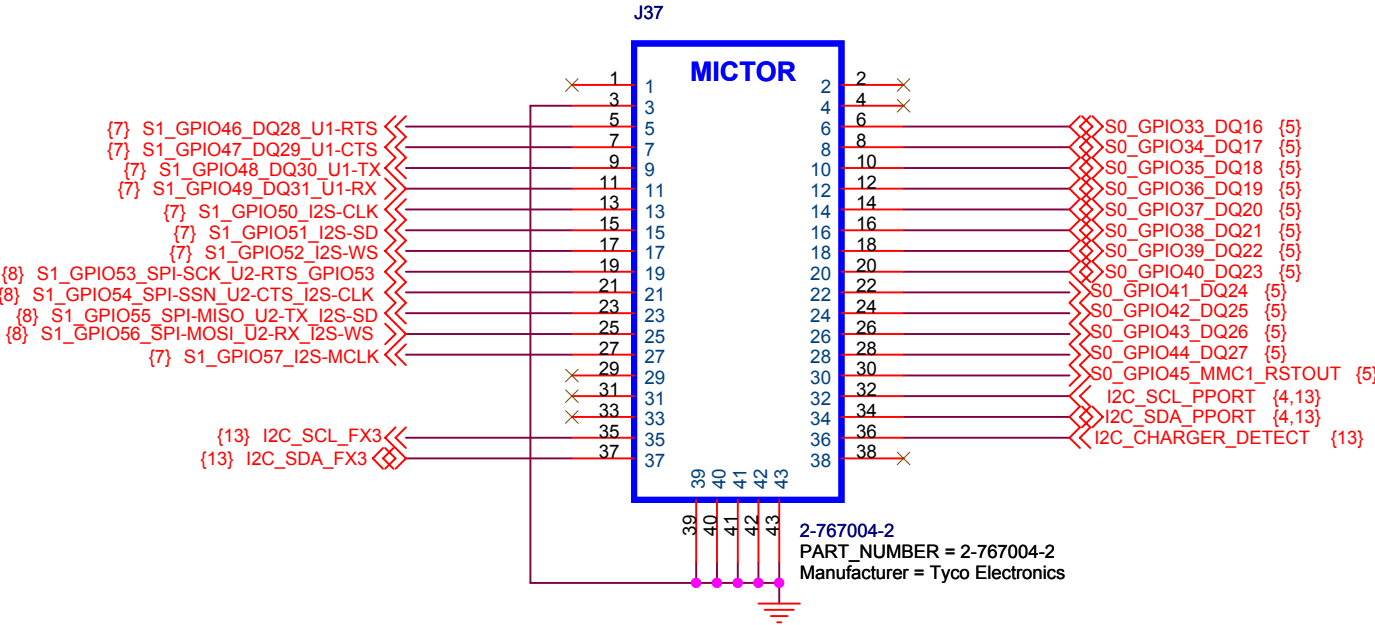 J37
MICTOR
1 1 2 2
3 3 4 4
{7} S1_GPIO46_DQ28_U1-RTS 5 5 6 6 S0_GPIO33_DQ16 {5}
{7} S1_GPIO47_DQ29_U1-CTS 7 7 8 8 S0_GPIO34_DQ17 {5}
{7} S1_GPIO48_DQ30_U1-TX 9 9 10 10 S0_GPIO35_DQ18 {5}
{7} S1_GPIO49_DQ31_U1-RX 11 11 12 12 S0_GPIO36_DQ19 {5}
{7} S1_GPIO50_I2S-CLK 13 13 14 14 S0_GPIO37_DQ20 {5}
{7} S1_GPIO51_I2S-SD 15 15 16 16 S0_GPIO38_DQ21 {5}
{7} S1_GPIO52_I2S-WS 17 17 18 18 S0_GPIO39_DQ22 {5}
{8} S1_GPIO53_SPI-SCK_U2-RTS_GPIO53 19 19 20 20 S0_GPIO40_DQ23 {5}
{8} S1_GPIO54_SPI-SSN_U2-CTS_I2S-CLK 21 21 22 22 S0_GPIO41_DQ24 {5}
{8} S1_GPIO55_SPI-MISO_U2-TX_I2S-SD 23 23 24 24 S0_GPIO42_DQ25 {5}
{8} S1_GPIO56_SPI-MOSI_U2-RX_I2S-WS 25 25 26 26 S0_GPIO43_DQ26 {5}
{7} S1_GPIO57_I2S-MCLK 27 27 28 28 S0_GPIO44_DQ27 {5}
29 29 30 30 S0_GPIO45_MMC1_RSTOUT {5}
31 31 32 32 I2C_SCL_PPORT {4,13}
33 33 34 34 I2C_SDA_PPORT {4,13}
{13} I2C_SCL_FX3 35 35 36 36 I2C_CHARGER_DETECT {13}
{13} I2C_SDA_FX3 37 37 38 38
39 40 41 42 43
39 40 41 42 43
2-767004-2
PART_NUMBER = 2-767004-2
Manufacturer = Tyco Electronics